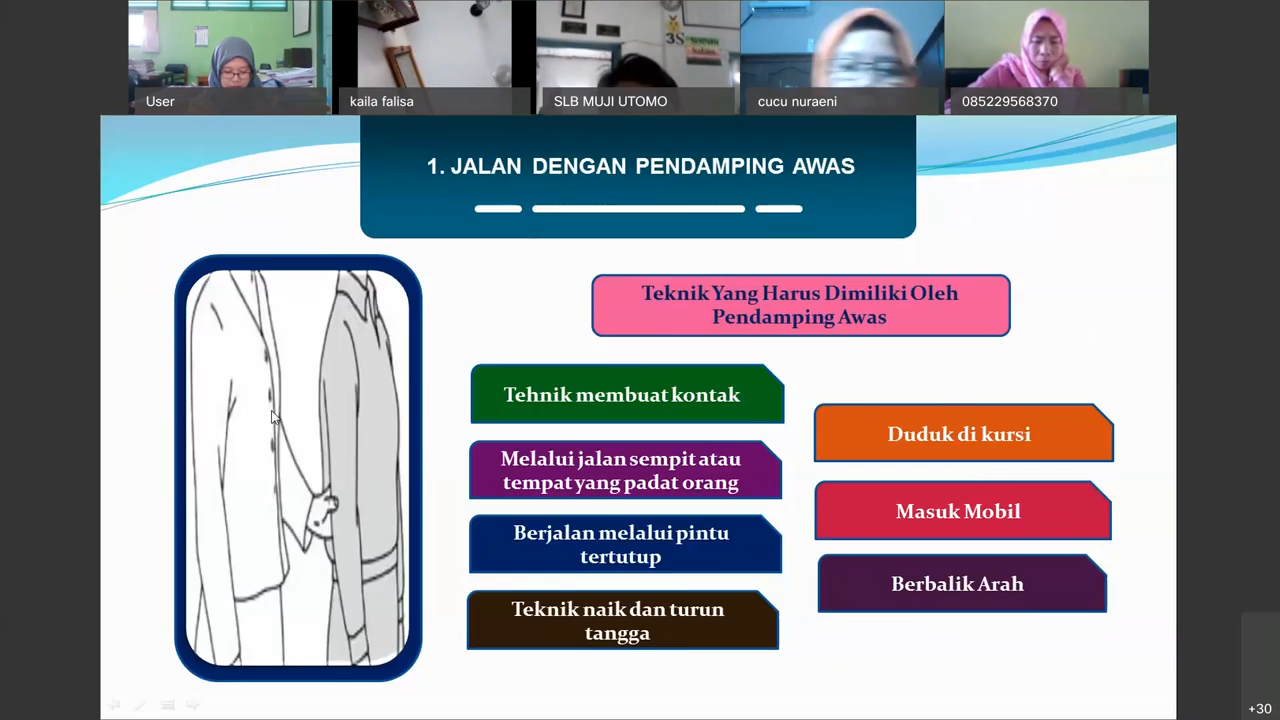 User
kaila falisa
SLB MUJI UTOMO
cucu nuraeni
085229568370
3S
1. JALAN DENGAN PENDAMPING AWAS
Teknik Yang Harus Dimiliki Oleh
Pendamping Awas
Tehnik membuat kontak
Melalui jalan sempit atau
tempat yang padat orang
Berjalan melalui pintu
tertutup
Teknik naik dan turun
tangga
Duduk di kursi
Masuk Mobil
Berbalik Arah
+30